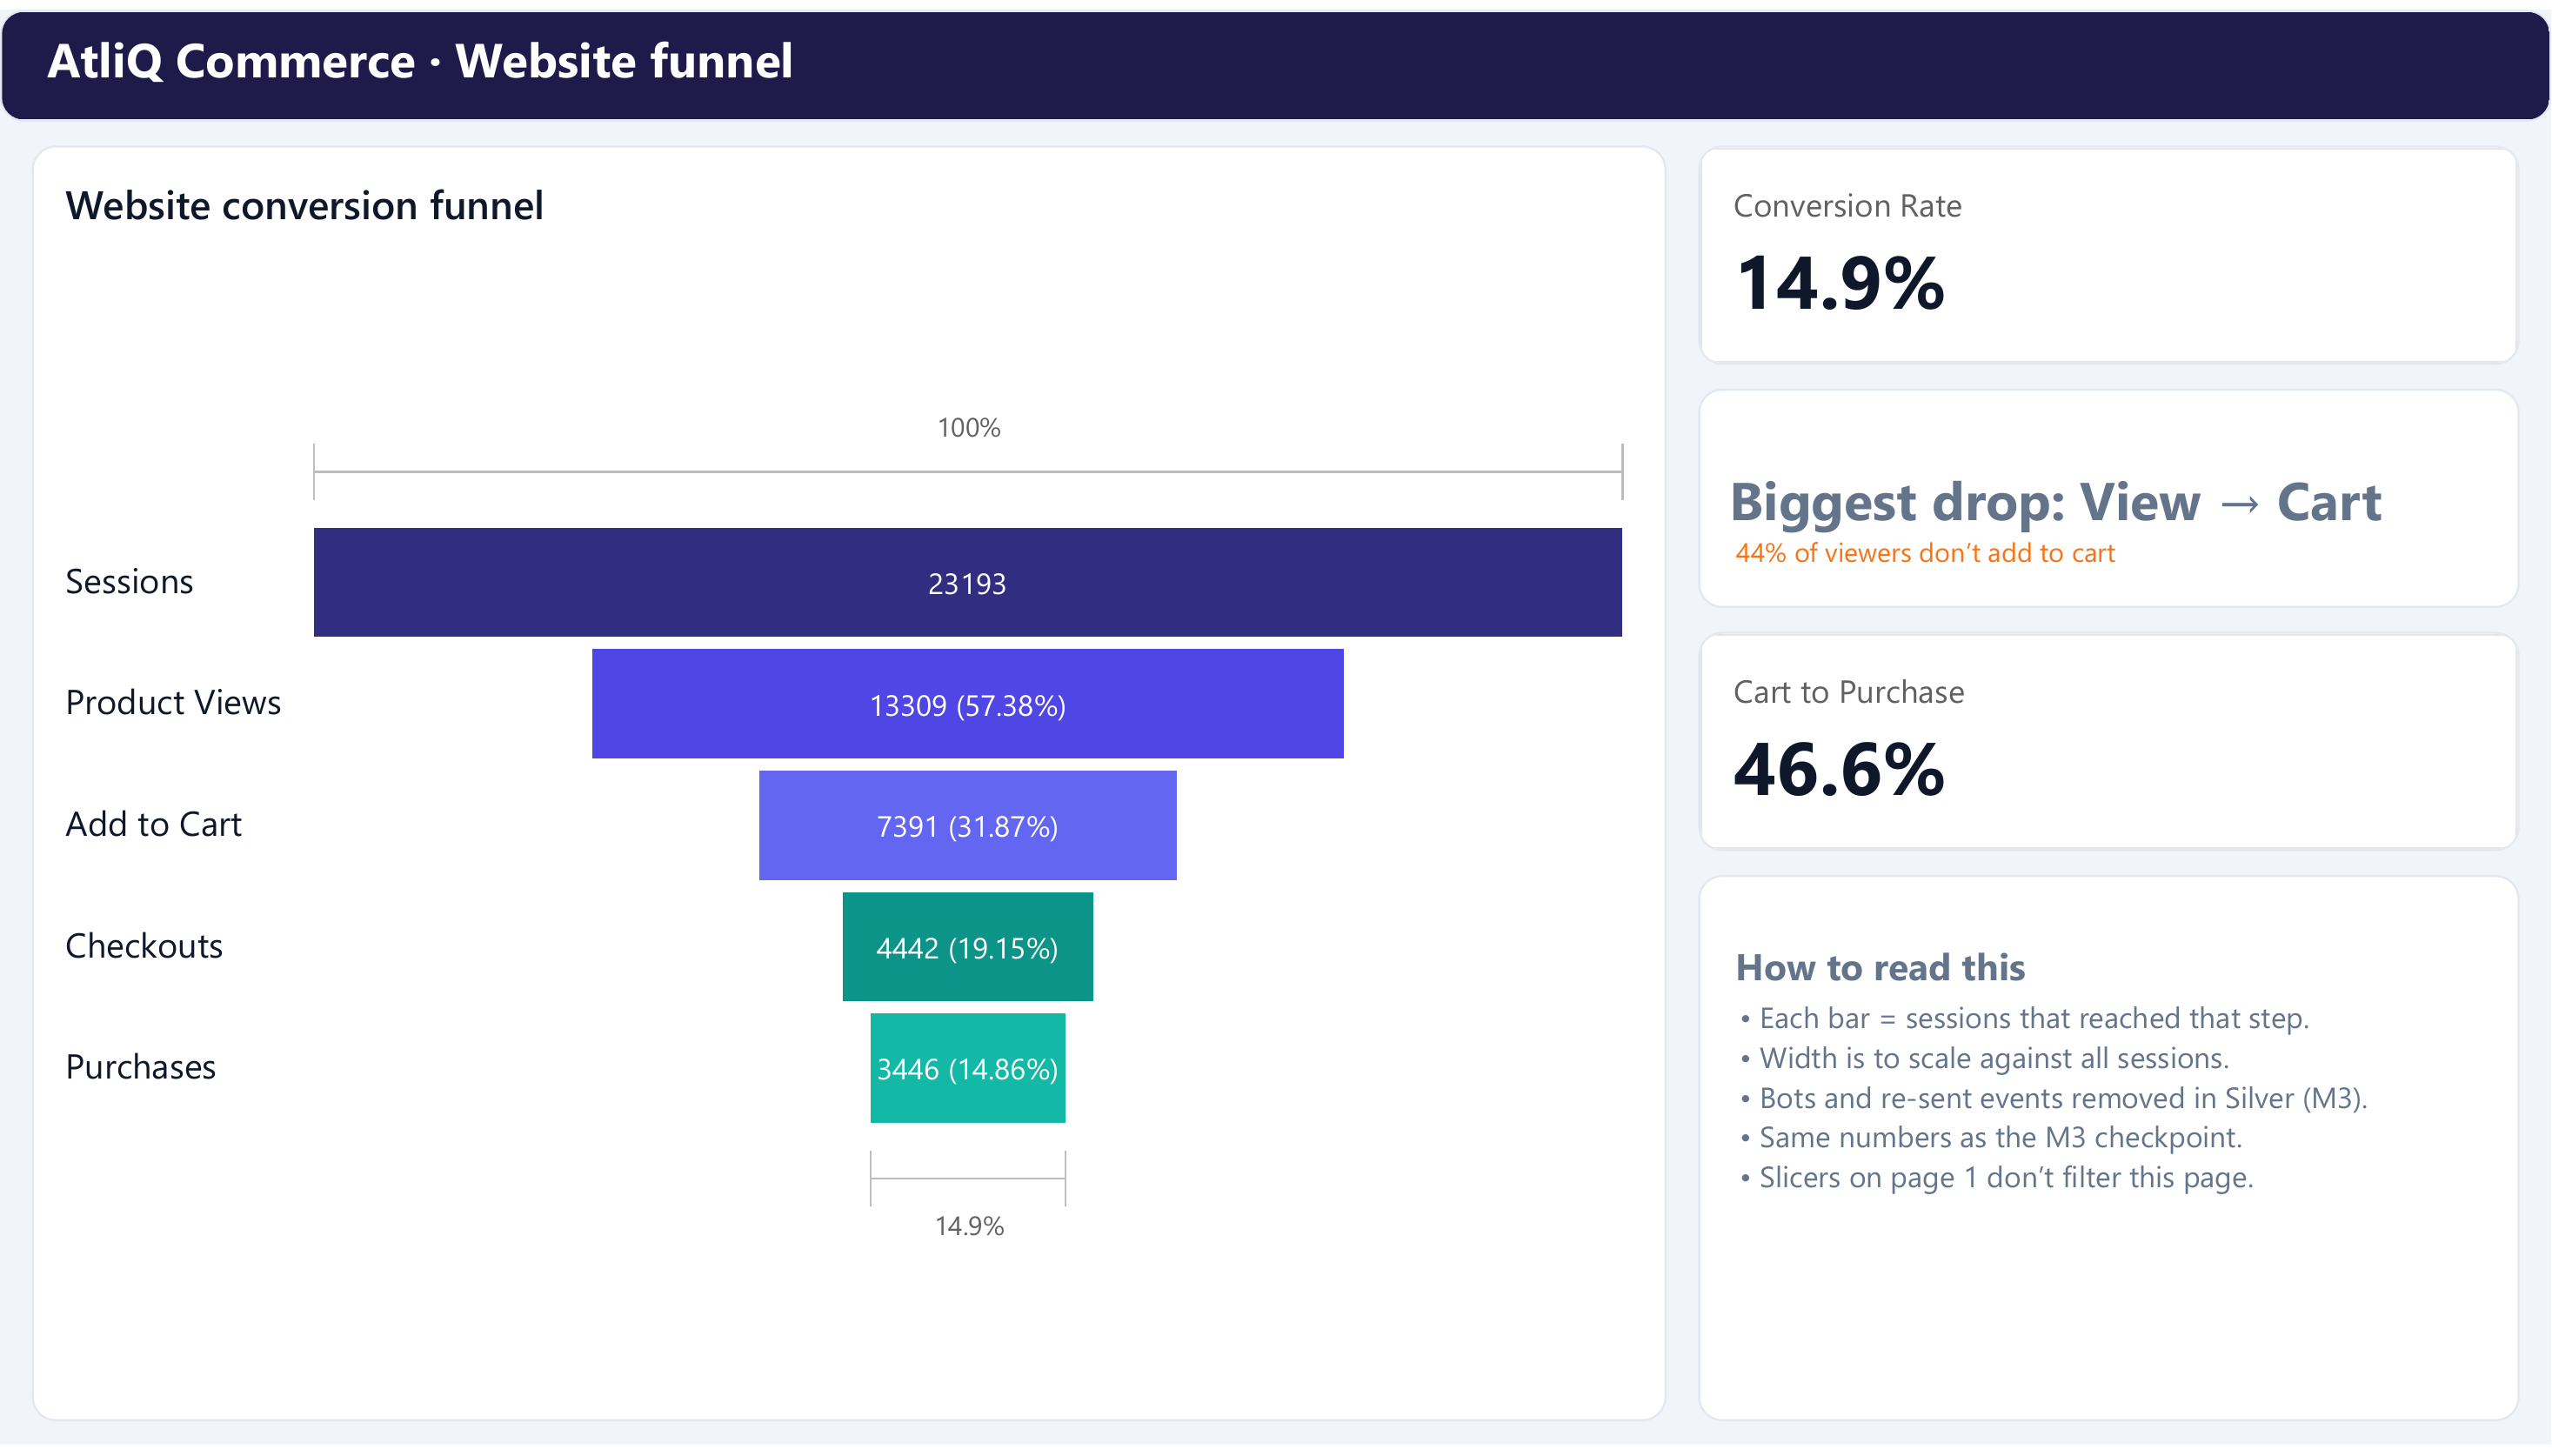 AtliQ Commerce · Website funnel
Website conversion funnel
100%
Sessions
23193
Product Views
13309 (57.38%)
Add to Cart
7391 (31.87%)
Checkouts
4442 (19.15%)
Purchases
3446 (14.86%)
14.9%
Conversion Rate
14.9%
Biggest drop: View → Cart
44% of viewers don’t add to cart
Cart to Purchase
46.6%
How to read this
• Each bar = sessions that reached that step.
• Width is to scale against all sessions.
• Bots and re-sent events removed in Silver (M3).
• Same numbers as the M3 checkpoint.
• Slicers on page 1 don’t filter this page.